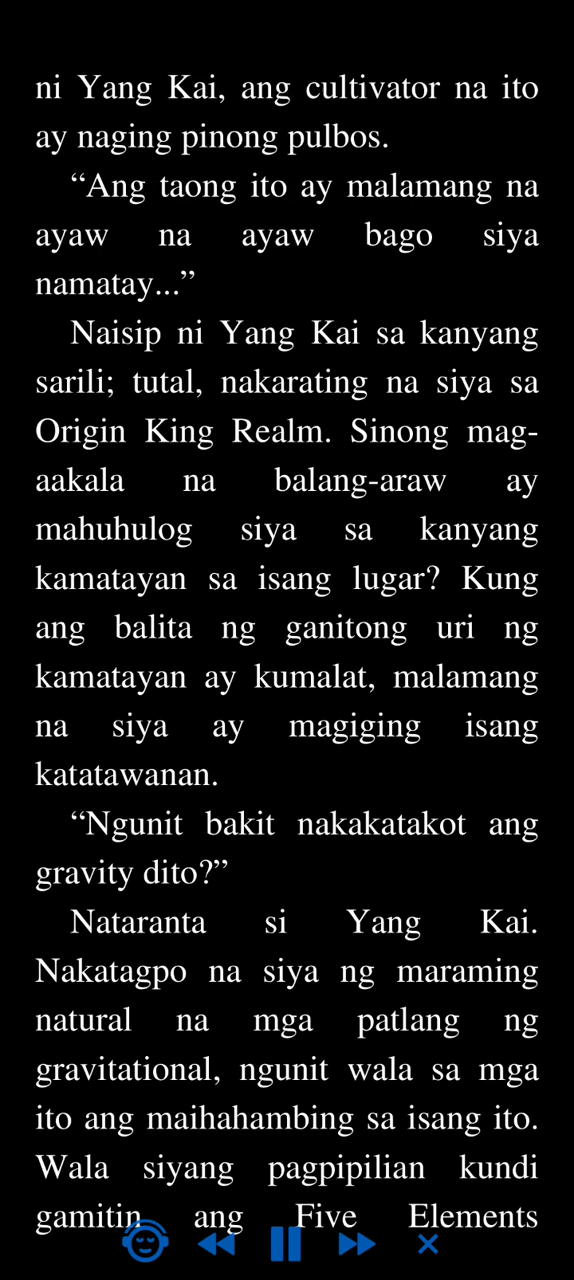 ni Yang Kai, ang cultivator na ito
ay naging pinong pulbos.
“Ang taong ito ay malamang na
ayaw na ayaw bago siya
namatay...”
Naisip ni Yang Kai sa kanyang
sarili; tutal, nakarating na siya sa
Origin King Realm. Sinong mag-
aakala na balang-araw ay
mahuhulog siya sa kanyang
kamatayan sa isang lugar? Kung
ang balita ng ganitong uri ng
kamatayan ay kumalat, malamang
na siya ay magiging isang
katatawanan.
“Ngunit bakit nakakatakot ang
gravity dito?”
Nataranta si Yang Kai.
Nakatagpo na siya ng maraming
natural na mga patlang ng
gravitational, ngunit wala sa mga
ito ang maihahambing sa isang ito.
Wala siyang pagpipilian kundi
gamitin ang Five Elements